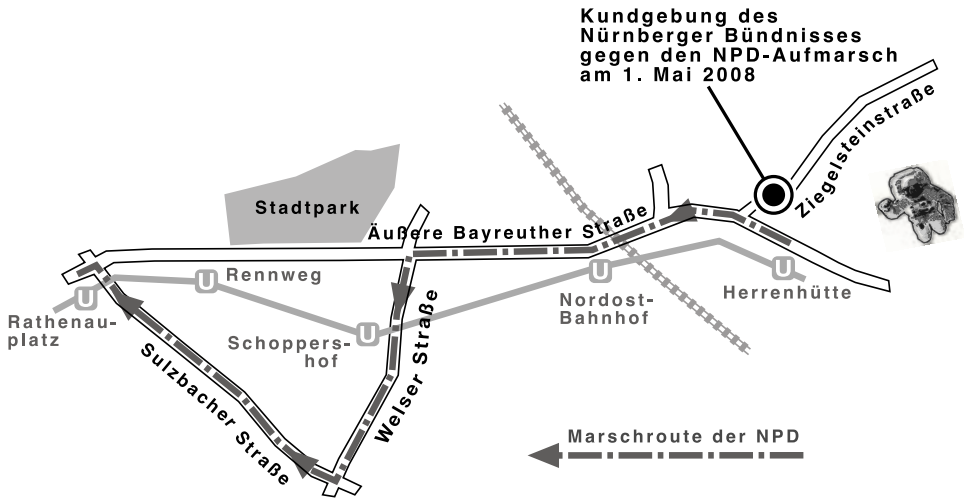 Kundgebung des
Nürnberger Bündnisses
gegen den NPD-Aufmarsch
am 1. Mai 2008
Ziegelsteinstraße
Stadtpark
Äußere Bayreuther Straße
U
Rennweg
U
Rathenau-
platz
U
Schoppers-
hof
U
Nordost-
Bahnhof
U
Herrenhütte
Welser Straße
Sulzbacher Straße
Marschroute der NPD